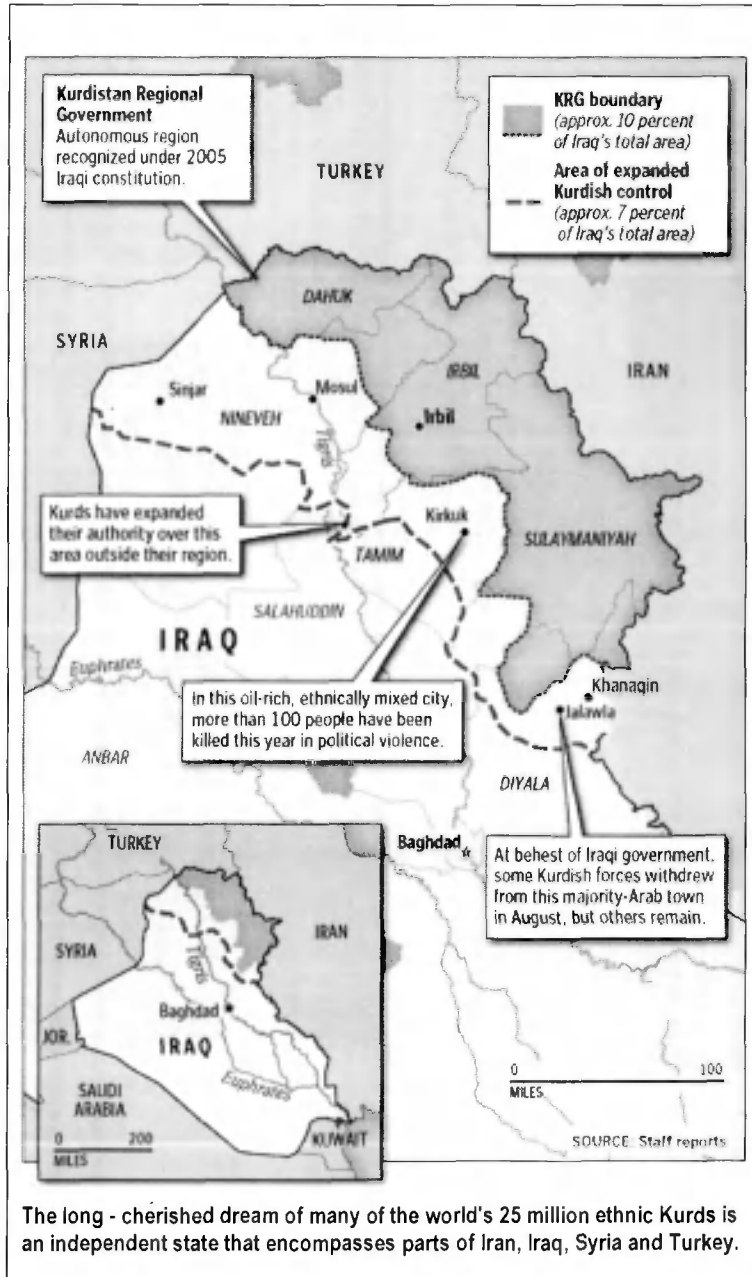 Kurdistan Regional
Government
Autonomous region
recognized under 2005
Iraqi constitution.
KRG boundary
(approx. 10 percent
of Iraq's total area)
Area of expanded
Kurdish control
(approx. 7 percent
of Iraq's total area)
TURKEY
DAHUK
SYRIA
IRBIL
IRAN
Sinjar
Mosul
NINEVEH
Irbil
Tigris
Kurds have expanded
their authority over this
area outside their region.
Kirkuk
TAMIM
SULAYMANIYAH
SALAHUDDIN
IRAQ
Euphrates
Khanaqin
Jalawla
In this oil-rich, ethnically mixed city,
more than 100 people have been
killed this year in political violence.
ANBAR
DIYALA
Baghdad
At behest of Iraqi government,
some Kurdish forces withdrew
from this majority-Arab town
in August, but others remain.
TURKEY
SYRIA
IRAN
Tigris
Baghdad
JOR.
IRAQ
Euphrates
SAUDI
ARABIA
KUWAIT
0 200
MILES
0 100
MILES
SOURCE: Staff reports
The long - cherished dream of many of the world's 25 million ethnic Kurds is
an independent state that encompasses parts of Iran, Iraq, Syria and Turkey.